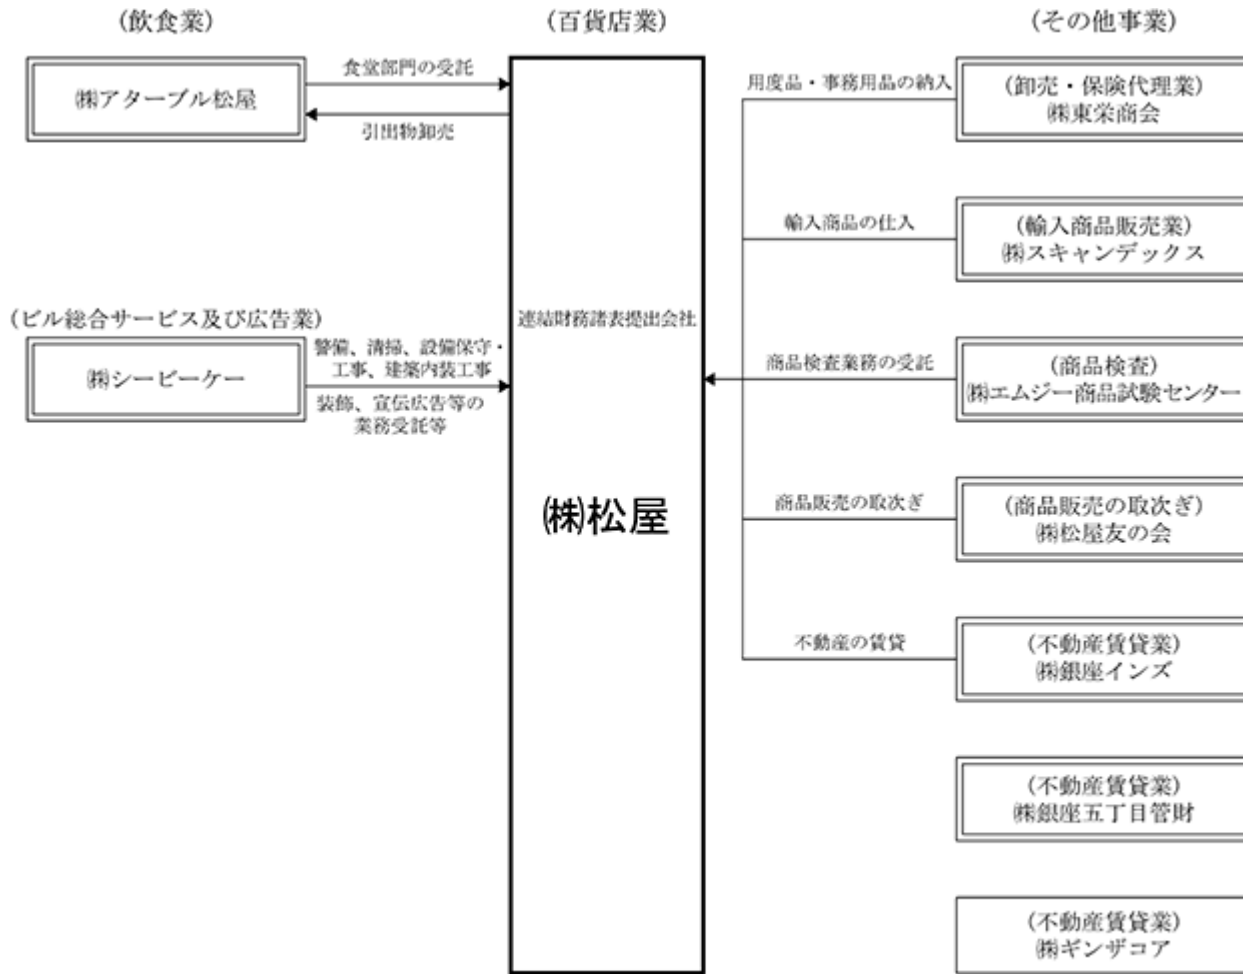 (飲食業)
(百貨店業)
(その他事業)
㈱アターブル松屋
食堂部門の受託
引出物卸売
(ビル総合サービス及び広告業)
㈱シービーケー
警備、清掃、設備保守・
工事、建築内装工事
装飾、宣伝広告等の
業務受託等
連結財務諸表提出会社
㈱松屋
用度品・事務用品の納入
(卸売・保険代理業)
㈱東栄商会
輸入商品の仕入
(輸入商品販売業)
㈱スキャンデックス
商品検査業務の受託
(商品検査)
㈱エムジー商品試験センター
商品販売の取次ぎ
(商品販売の取次ぎ)
㈱松屋友の会
不動産の賃貸
(不動産賃貸業)
㈱銀座インズ
(不動産賃貸業)
㈱銀座五丁目管財
(不動産賃貸業)
㈱ギンザコア